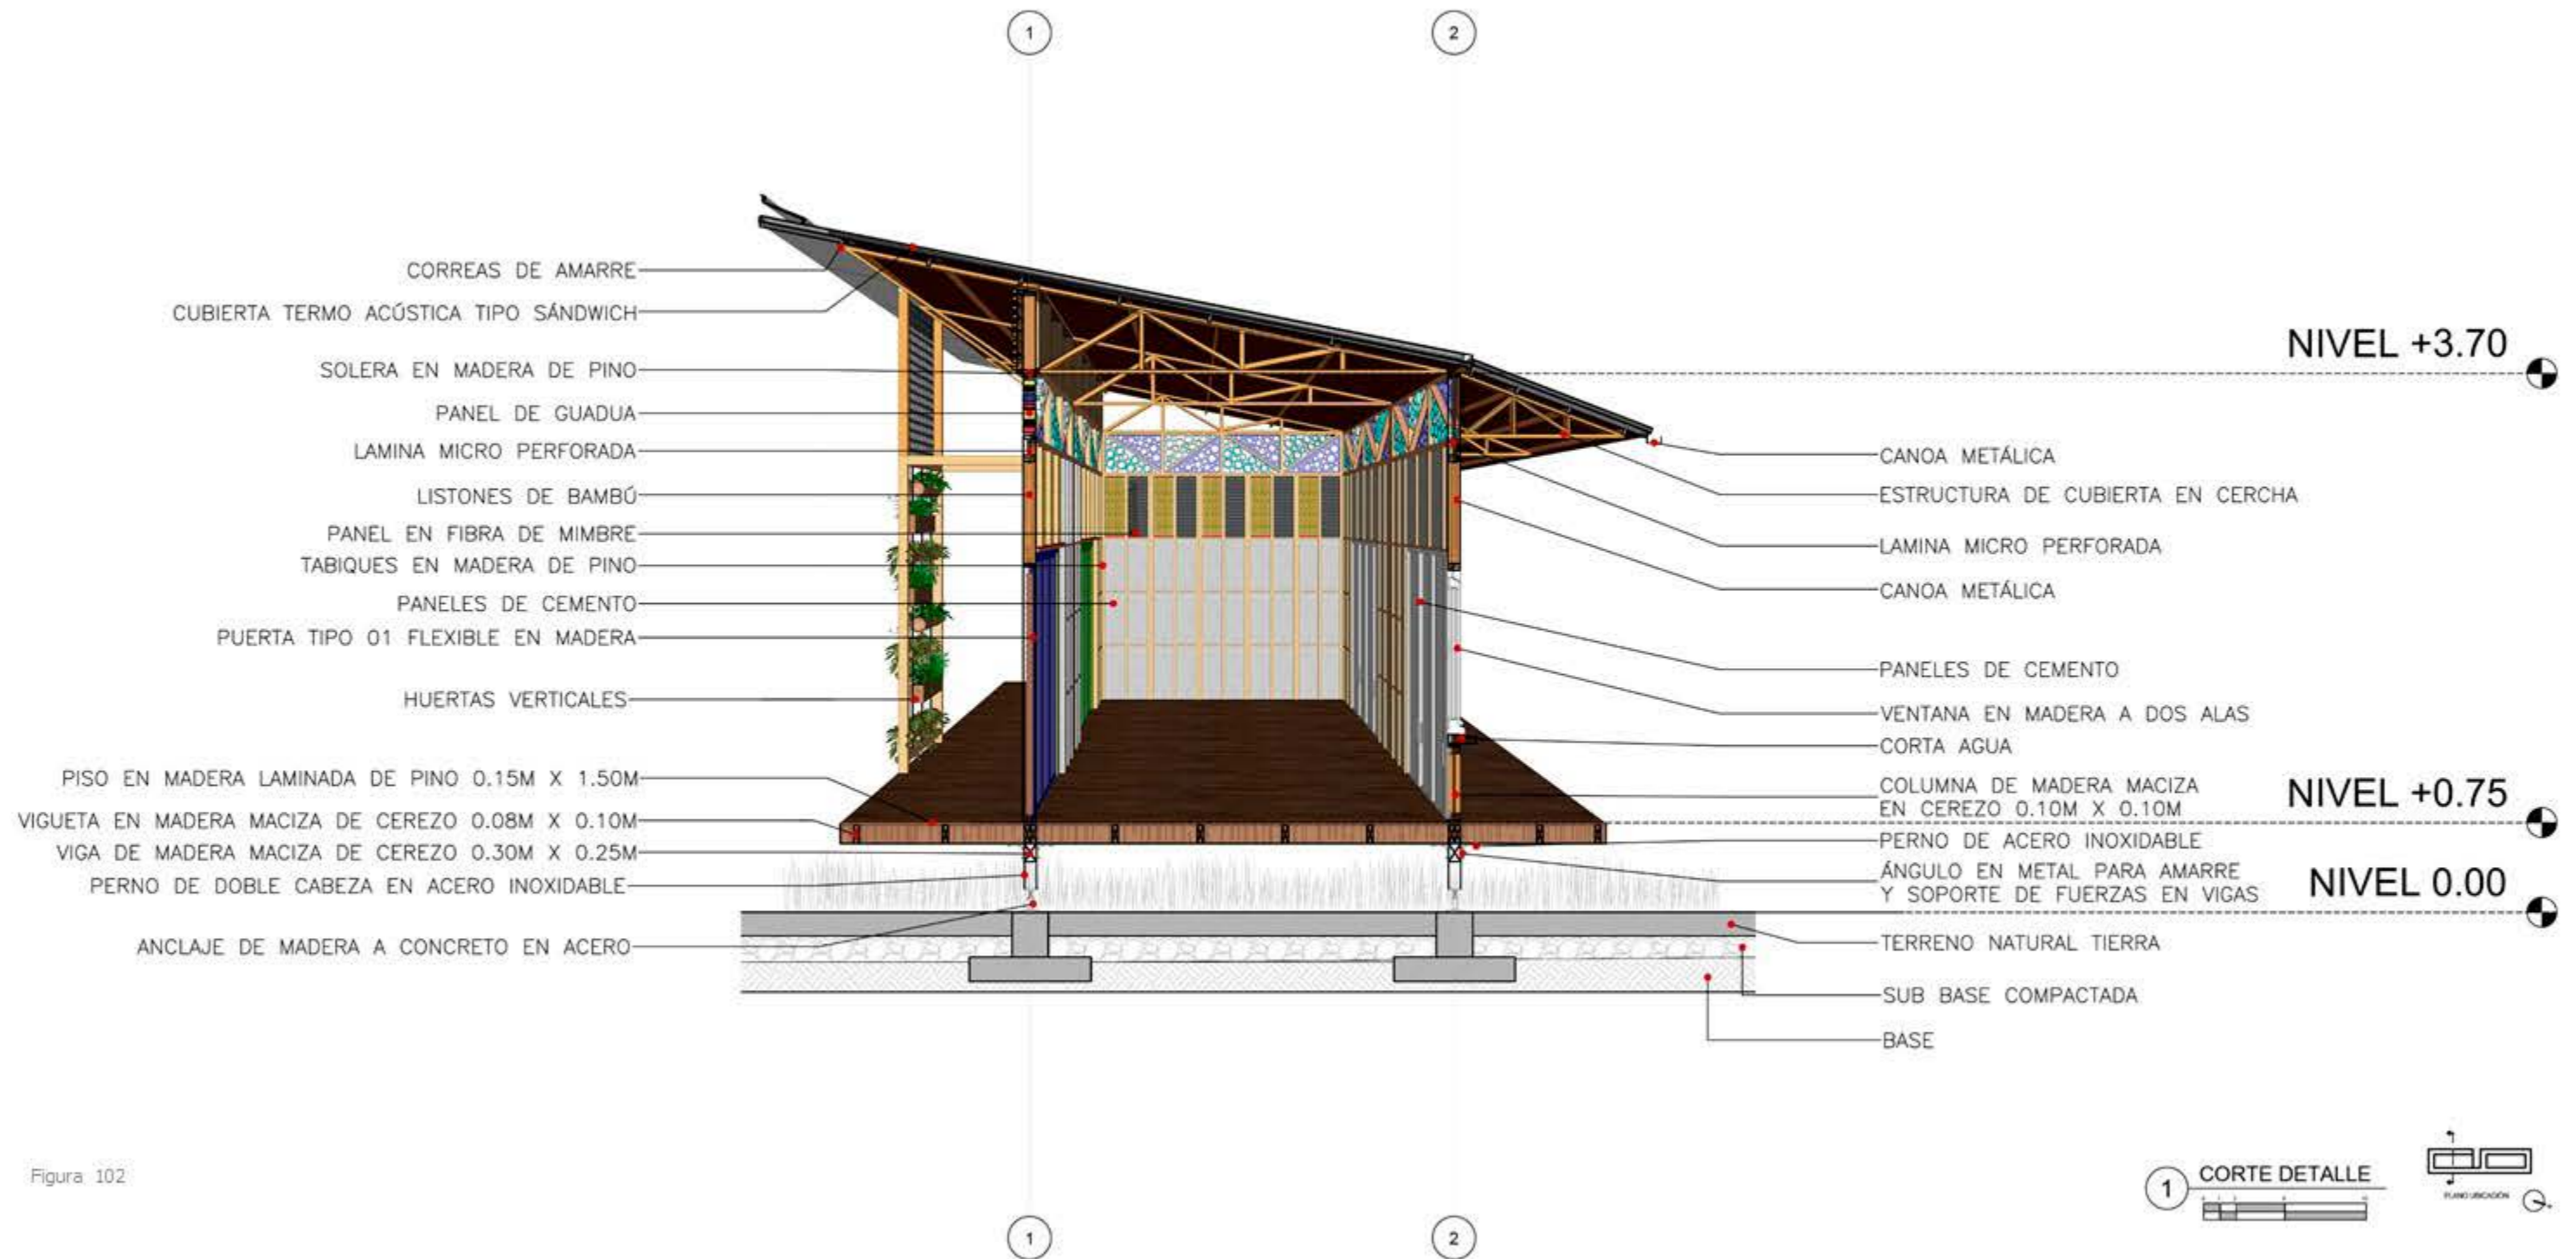 1
2
CORREAS DE AMARRE
CUBIERTA TERMO ACÚSTICA TIPO SÁNDWICH
SOLERA EN MADERA DE PINO
PANEL DE GUADUA
LAMINA MICRO PERFORADA
LISTONES DE BAMBÚ
PANEL EN FIBRA DE MIMBRE
TABIQUES EN MADERA DE PINO
PANELES DE CEMENTO
PUERTA TIPO 01 FLEXIBLE EN MADERA
HUERTAS VERTICALES
PISO EN MADERA LAMINADA DE PINO 0.15M X 1.50M
VIGUETA EN MADERA MACIZA DE CEREZO 0.08M X 0.10M
VIGA DE MADERA MACIZA DE CEREZO 0.30M X 0.25M
PERNO DE DOBLE CABEZA EN ACERO INOXIDABLE
ANCLAJE DE MADERA A CONCRETO EN ACERO
NIVEL +3.70
CANOA METÁLICA
ESTRUCTURA DE CUBIERTA EN CERCHA
LAMINA MICRO PERFORADA
CANOA METÁLICA
PANELES DE CEMENTO
VENTANA EN MADERA A DOS ALAS
CORTA AGUA
COLUMNA DE MADERA MACIZA
EN CEREZO 0.10M X 0.10M
NIVEL +0.75
PERNO DE ACERO INOXIDABLE
ÁNGULO EN METAL PARA AMARRE
Y SOPORTE DE FUERZAS EN VIGAS
NIVEL 0.00
TERRENO NATURAL TIERRA
SUB BASE COMPACTADA
BASE
Figura 102
1
2
1
CORTE DETALLE
PLANO UBICACIÓN